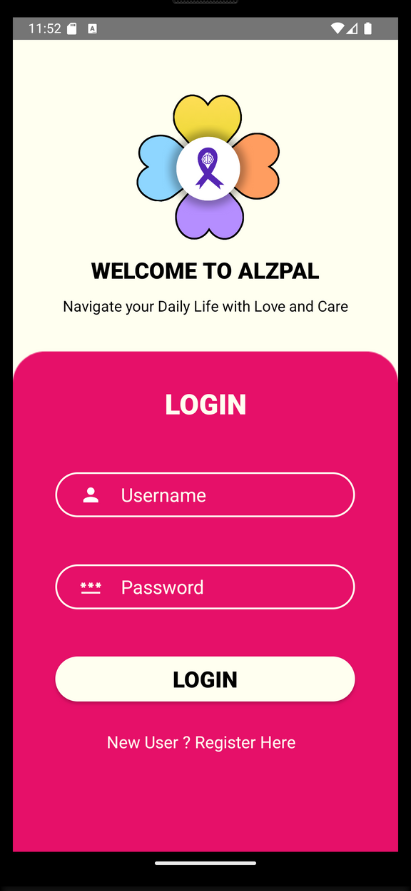 11:52
A
WELCOME TO ALZPAL
Navigate your Daily Life with Love and Care
LOGIN
Username
*** Password
LOGIN
New User ? Register Here